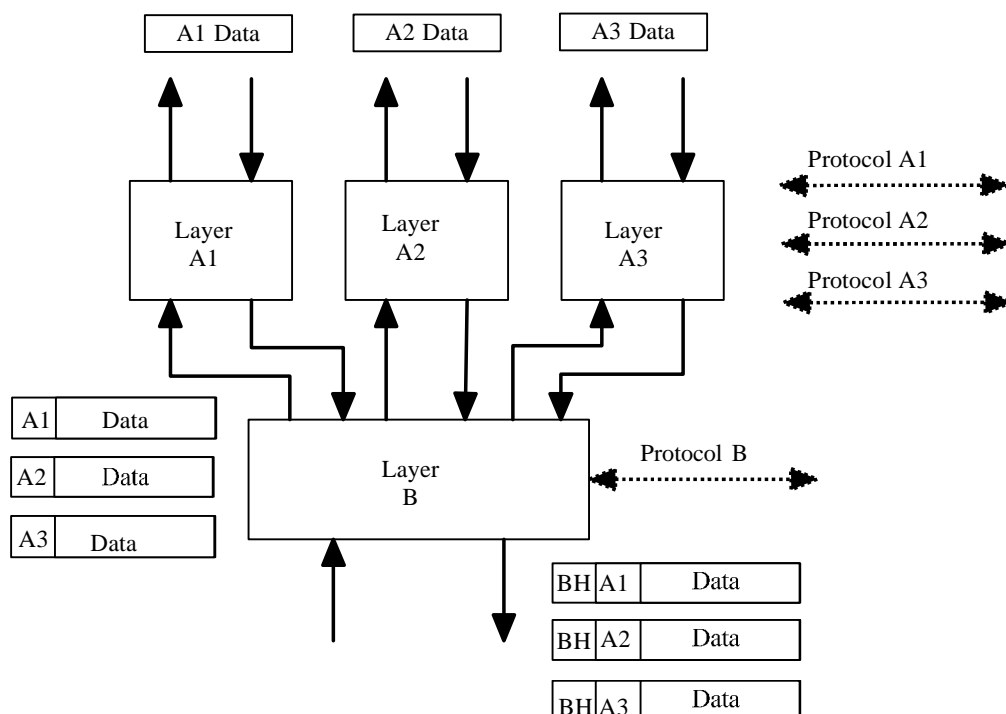 A1 Data
A2 Data
A3 Data
Protocol A1
Layer
A1
Layer
A2
Layer
A3
Protocol A2
Protocol A3
A1 Data
A2 Data
A3 Data
Layer
B
Protocol B
BH A1 Data
BH A2 Data
BH A3 Data